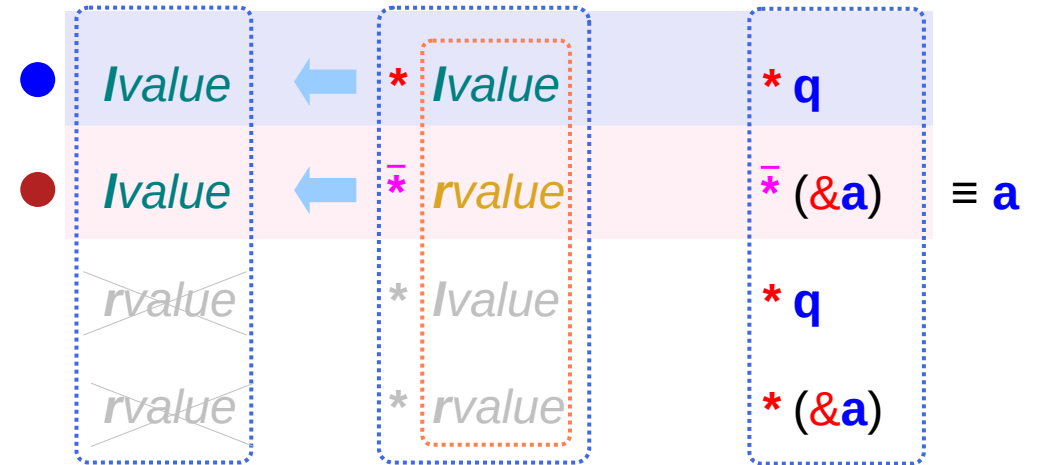 lvalue * lvalue * q
lvalue *̅ rvalue *̅ (&a) ≡ a
rvalue * lvalue * q
rvalue * rvalue * (&a)